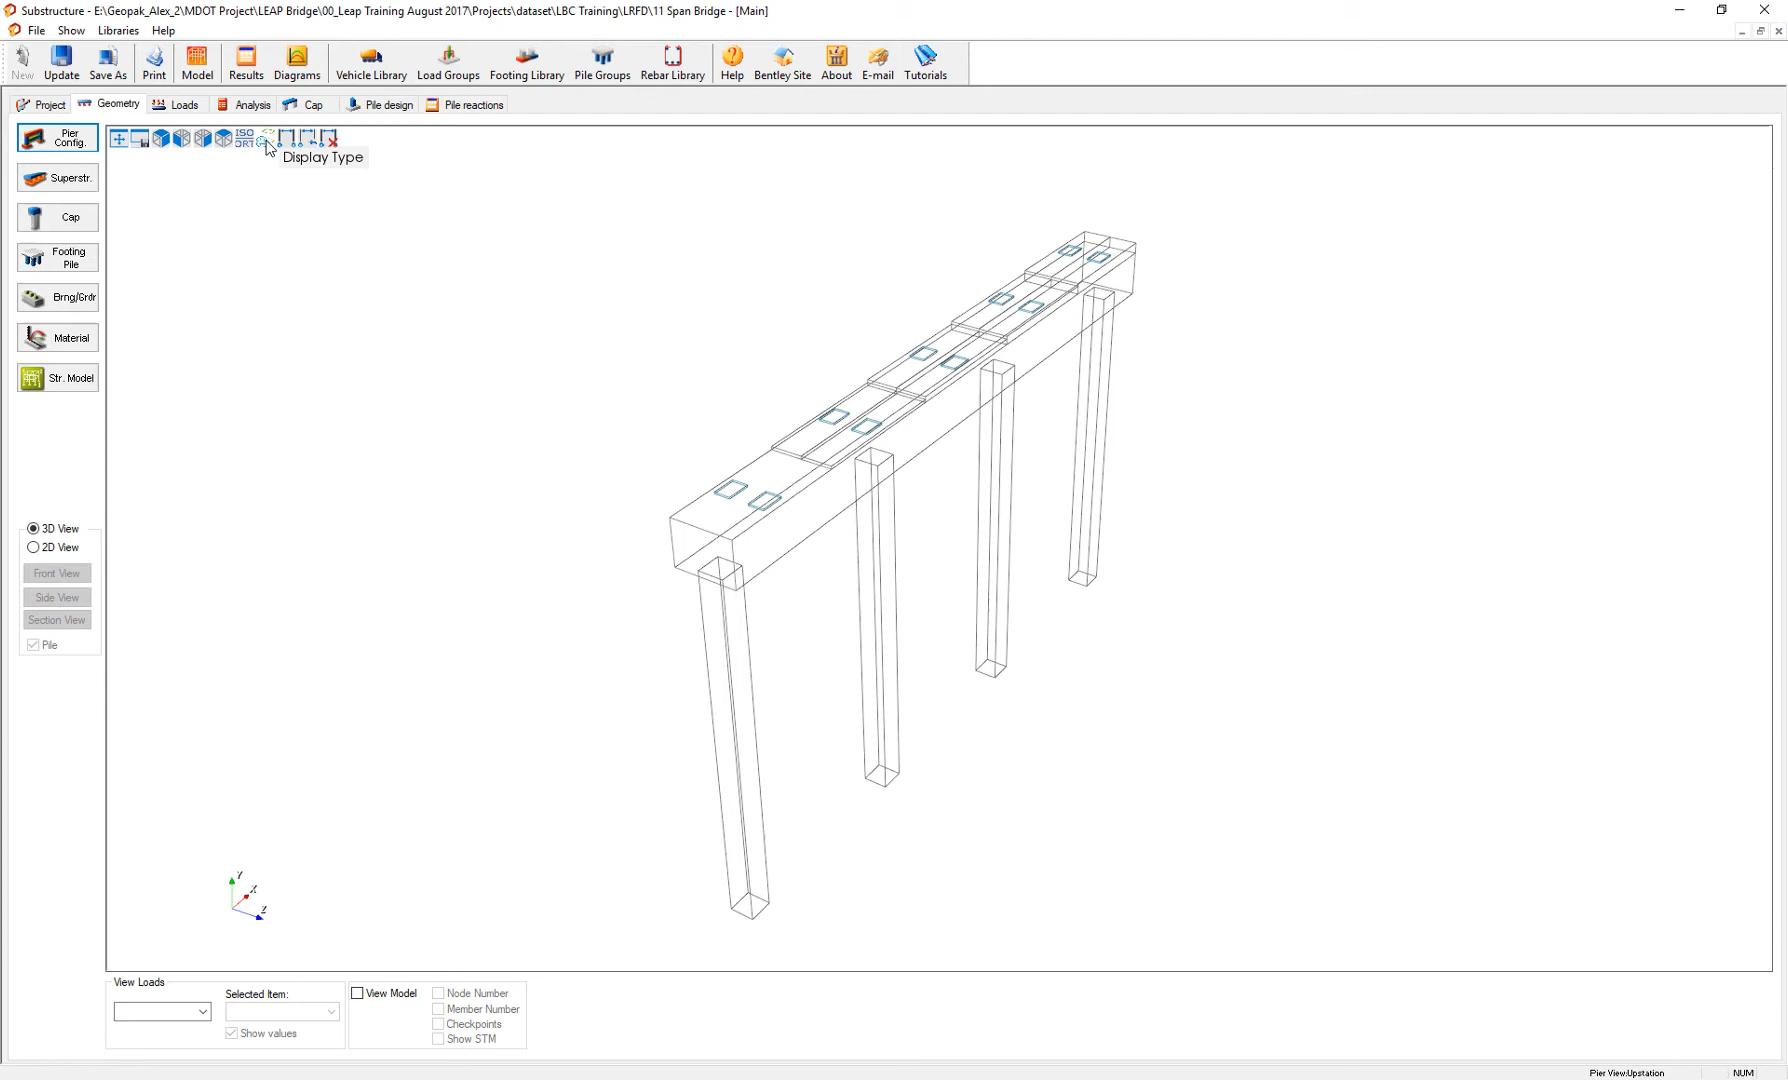 Substructure - E:\Geopak_Alex_2\MDOT Project\LEAP Bridge\00_Leap Training August 2017\Projects\dataset\LBC Training\LRFD\11 Span Bridge - [Main]
File Show Libraries Help
New Update Save As Print Model Results Diagrams Vehicle Library Load Groups Footing Library Pile Groups Rebar Library Help Bentley Site About E-mail Tutorials
Project Geometry Loads Analysis Cap Pile design Pile reactions
Pier
Config.
ISO
ORT
Display Type
Superstr.
Cap
Footing
Pile
Brng/Grdr
Material
Str. Model
3D View
2D View
Front View
Side View
Section View
Pile
Y
X
Z
View Loads
Selected Item:
Show values
View Model
Node Number
Member Number
Checkpoints
Show STM
Pier View:Upstation NUM